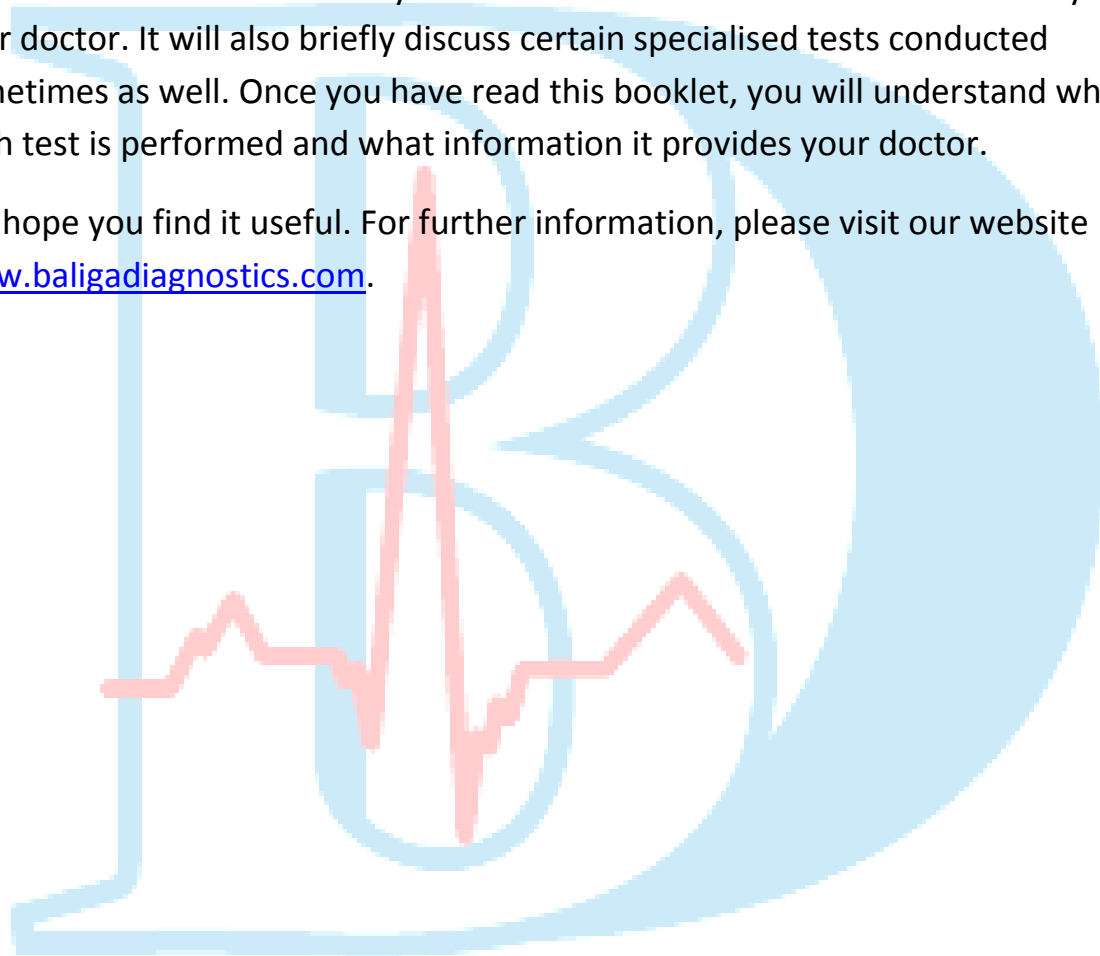 r doctor. It will also briefly discuss certain specialised tests conducted
netimes as well. Once you have read this booklet, you will understand wh
h test is performed and what information it provides your doctor.
hope you find it useful. For further information, please visit our website
w.baligadiagnostics.com.